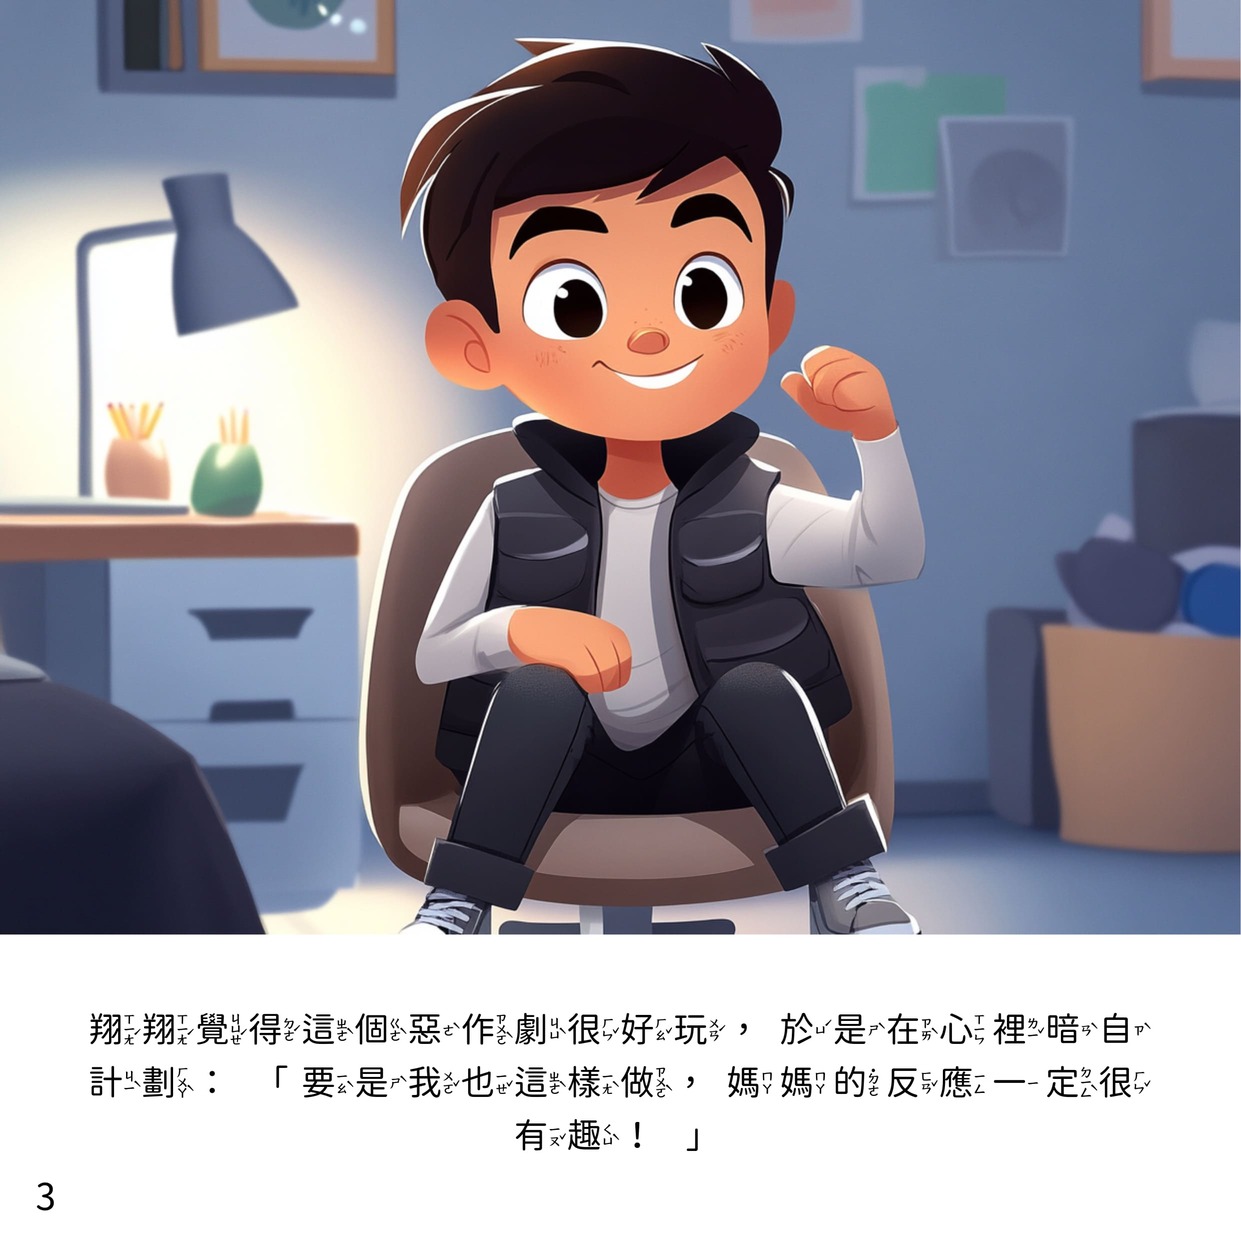 翔翔覺得這個惡作劇很好玩，於是在心裡暗自
計劃：「要是我也這樣做，媽媽的反應一定很
有趣！」
3